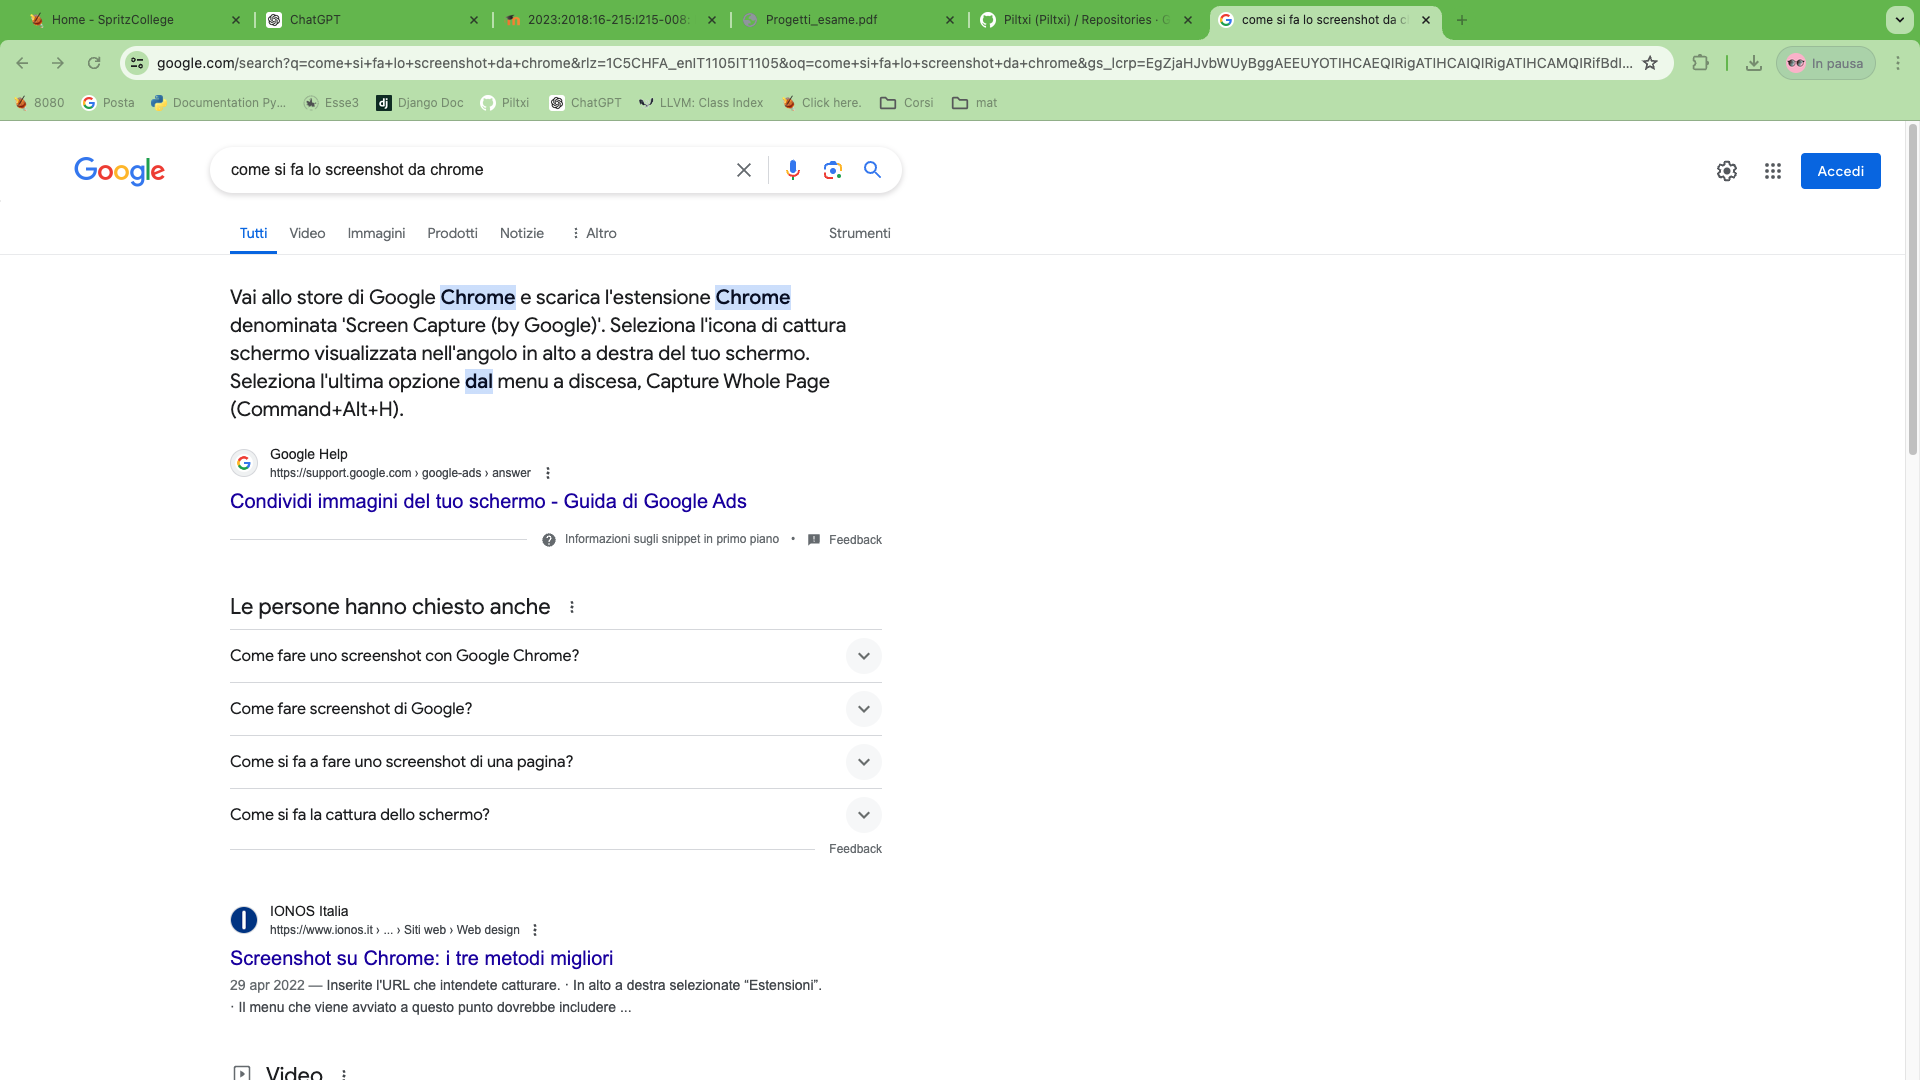 Home - SpritzCollege
ChatGPT
2023:2018:16-215:I215-008:
Progetti_esame.pdf
Piltxi (Piltxi) / Repositories · G
come si fa lo screenshot da c
google.com/search?q=come+si+fa+lo+screenshot+da+chrome&rlz=1C5CHFA_enIT1105IT1105&oq=come+si+fa+lo+screenshot+da+chrome&gs_lcrp=EgZjaHJvbWUyBggAEEUYOTIHCAEQIRigATIHCAIQIRigATIHCAMQIRifBdI...
In pausa
8080
Posta
Documentation Py...
Esse3
dj Django Doc
Piltxi
ChatGPT
LLVM: Class Index
Click here.
Corsi
mat
Google
come si fa lo screenshot da chrome
Accedi
Tutti
Video
Immagini
Prodotti
Notizie
Altro
Strumenti
Vai allo store di Google Chrome e scarica l'estensione Chrome
denominata 'Screen Capture (by Google)'. Seleziona l'icona di cattura
schermo visualizzata nell'angolo in alto a destra del tuo schermo.
Seleziona l'ultima opzione dal menu a discesa, Capture Whole Page
(Command+Alt+H).
Google Help
https://support.google.com › google-ads › answer
Condividi immagini del tuo schermo - Guida di Google Ads
Informazioni sugli snippet in primo piano • Feedback
Le persone hanno chiesto anche
Come fare uno screenshot con Google Chrome?
Come fare screenshot di Google?
Come si fa a fare uno screenshot di una pagina?
Come si fa la cattura dello schermo?
Feedback
IONOS Italia
https://www.ionos.it › ... › Siti web › Web design
Screenshot su Chrome: i tre metodi migliori
29 apr 2022 — Inserite l'URL che intendete catturare. · In alto a destra selezionate “Estensioni”.
· Il menu che viene avviato a questo punto dovrebbe includere ...
Video